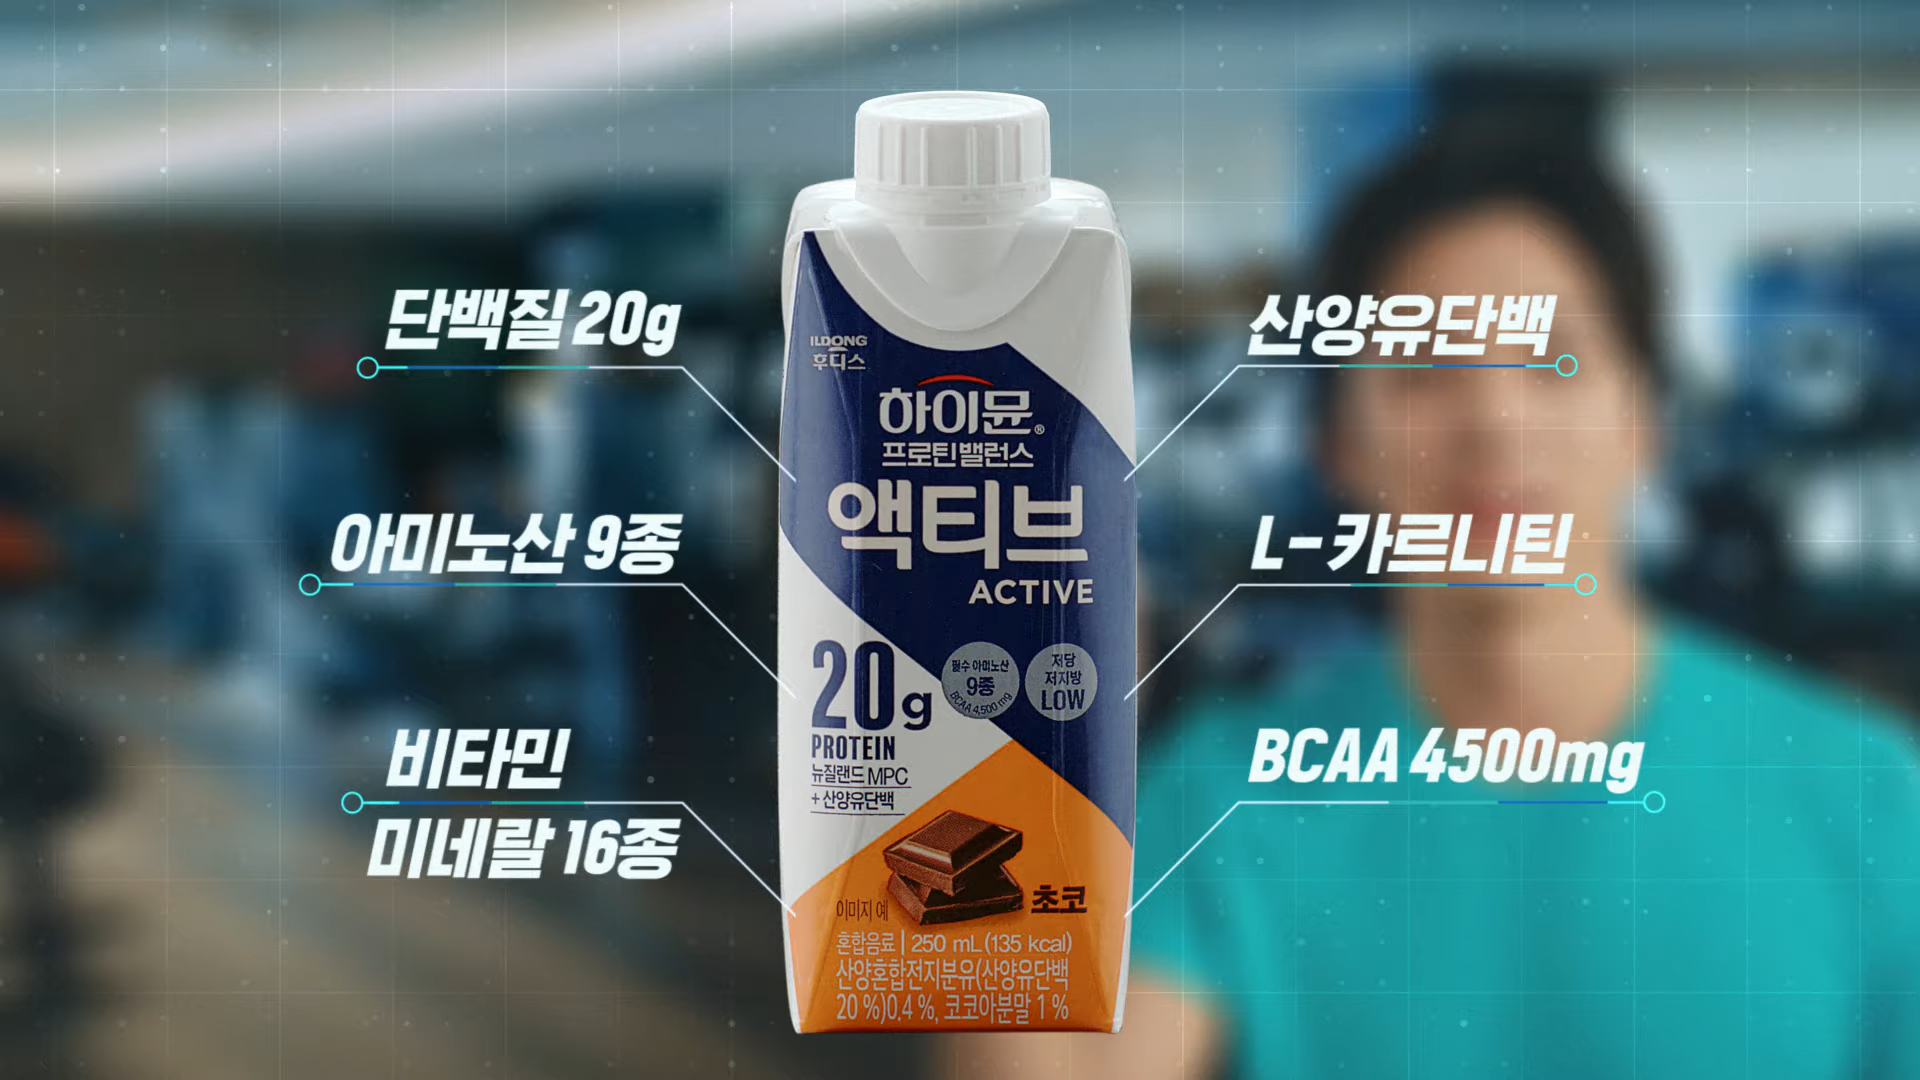 단백질 20g
아미노산 9종
비타민
미네랄 16종
ILDONG
후디스
하이뮨®
프로틴밸런스
액티브
ACTIVE
20g
PROTEIN
뉴질랜드 MPC
+ 산양유단백
필수 아미노산
9종
BCAA 4,500 mg
저당
저지방
LOW
이미지 예
초코
혼합음료 | 250 mL (135 kcal)
산양혼합전지분유(산양유단백
20 %)0.4 %, 코코아분말 1 %
산양유단백
L-카르니틴
BCAA 4500mg